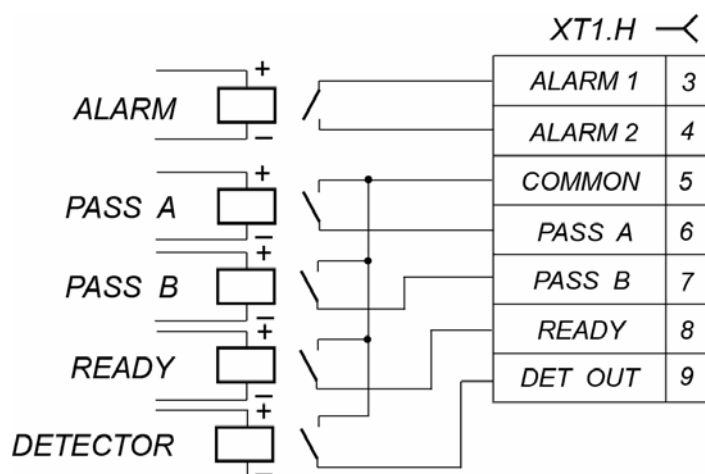 XT1.H
ALARM 1 3
ALARM + − ALARM 2 4
COMMON 5
PASS A + − PASS A 6
PASS B + − PASS B 7
READY + − READY 8
DETECTOR + − DET OUT 9